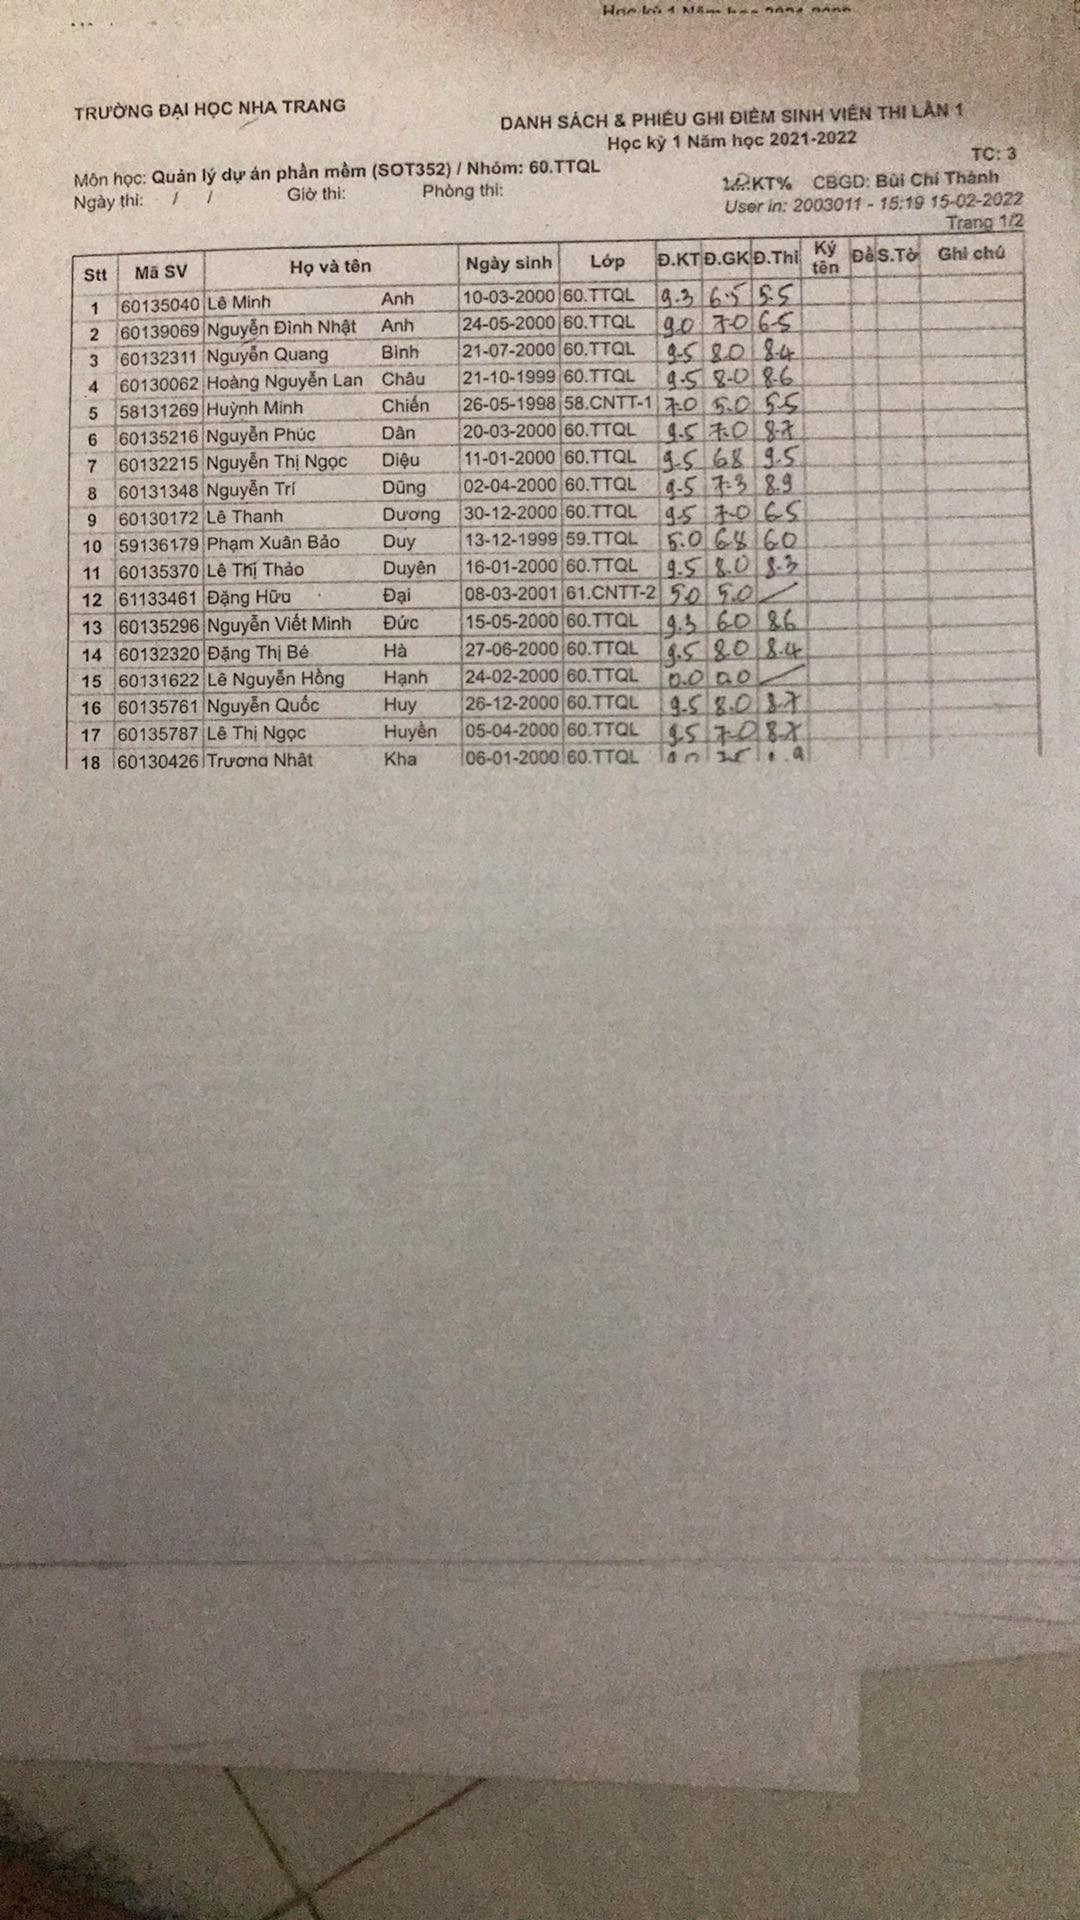 TRƯỜNG ĐẠI HỌC NHA TRANG
DANH SÁCH & PHIẾU GHI ĐIỂM SINH VIÊN THI LẦN 1
Học kỳ 1 Năm học 2021-2022
TC: 3
Môn học: Quản lý dự án phần mềm (SOT352) / Nhóm: 60.TTQL
KT% CBGD: Bùi Chí Thành
Ngày thi: / / Giờ thi: Phòng thi:
User in: 2003011 - 15:19 15-02-2022
Trang 1/2
Stt Mã SV Họ và tên Ngày sinh Lớp Đ.KT Đ.GK Đ.Thi Ký tên Đề S.Tờ Ghi chú
1 60135040 Lê Minh Anh 10-03-2000 60.TTQL 9.3 6.5 5.5
2 60139069 Nguyễn Đình Nhật Anh 24-05-2000 60.TTQL 9.0 7.0 6.5
3 60132311 Nguyễn Quang Bình 21-07-2000 60.TTQL 9.5 8.0 8.4
4 60130062 Hoàng Nguyễn Lan Châu 21-10-1999 60.TTQL 9.5 8.0 8.6
5 58131269 Huỳnh Minh Chiến 26-05-1998 58.CNTT-1 7.0 5.0 5.5
6 60135216 Nguyễn Phúc Dân 20-03-2000 60.TTQL 9.5 7.0 8.7
7 60132215 Nguyễn Thị Ngọc Diệu 11-01-2000 60.TTQL 9.5 6.8 9.5
8 60131348 Nguyễn Trí Dũng 02-04-2000 60.TTQL 9.5 7.3 8.9
9 60130172 Lê Thanh Dương 30-12-2000 60.TTQL 9.5 7.0 6.5
10 59136179 Phạm Xuân Bảo Duy 13-12-1999 59.TTQL 5.0 6.8 6.0
11 60135370 Lê Thị Thảo Duyên 16-01-2000 60.TTQL 9.5 8.0 8.3
12 61133461 Đặng Hữu Đại 08-03-2001 61.CNTT-2 5.0 5.0
13 60135296 Nguyễn Viết Minh Đức 15-05-2000 60.TTQL 9.3 6.0 8.6
14 60132320 Đặng Thị Bé Hà 27-06-2000 60.TTQL 9.5 8.0 8.4
15 60131622 Lê Nguyễn Hồng Hạnh 24-02-2000 60.TTQL 0.0 0.0
16 60135761 Nguyễn Quốc Huy 26-12-2000 60.TTQL 9.5 8.0 8.7
17 60135787 Lê Thị Ngọc Huyền 05-04-2000 60.TTQL 9.5 7.0 8.7
18 60130426 Trương Nhật Kha 06-01-2000 60.TTQL